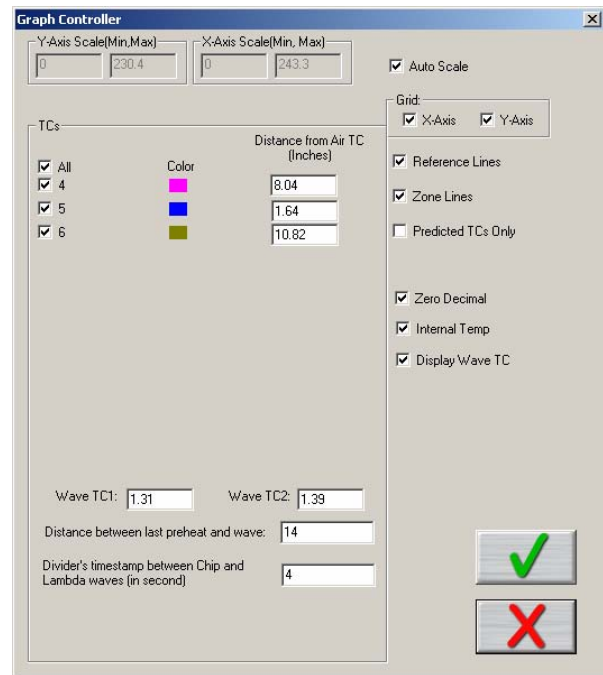 Graph Controller
Y-Axis Scale(Min,Max)
0 230.4
X-Axis Scale(Min, Max)
0 243.3
Auto Scale
Grid:
X-Axis Y-Axis
TCs
Distance from Air TC
(Inches)
All Color
4 8.04
5 1.64
6 10.82
Reference Lines
Zone Lines
Predicted TCs Only
Zero Decimal
Internal Temp
Display Wave TC
Wave TC1: 1.31 Wave TC2: 1.39
Distance between last preheat and wave: 14
Divider's timestamp between Chip and
Lambda waves (in second) 4